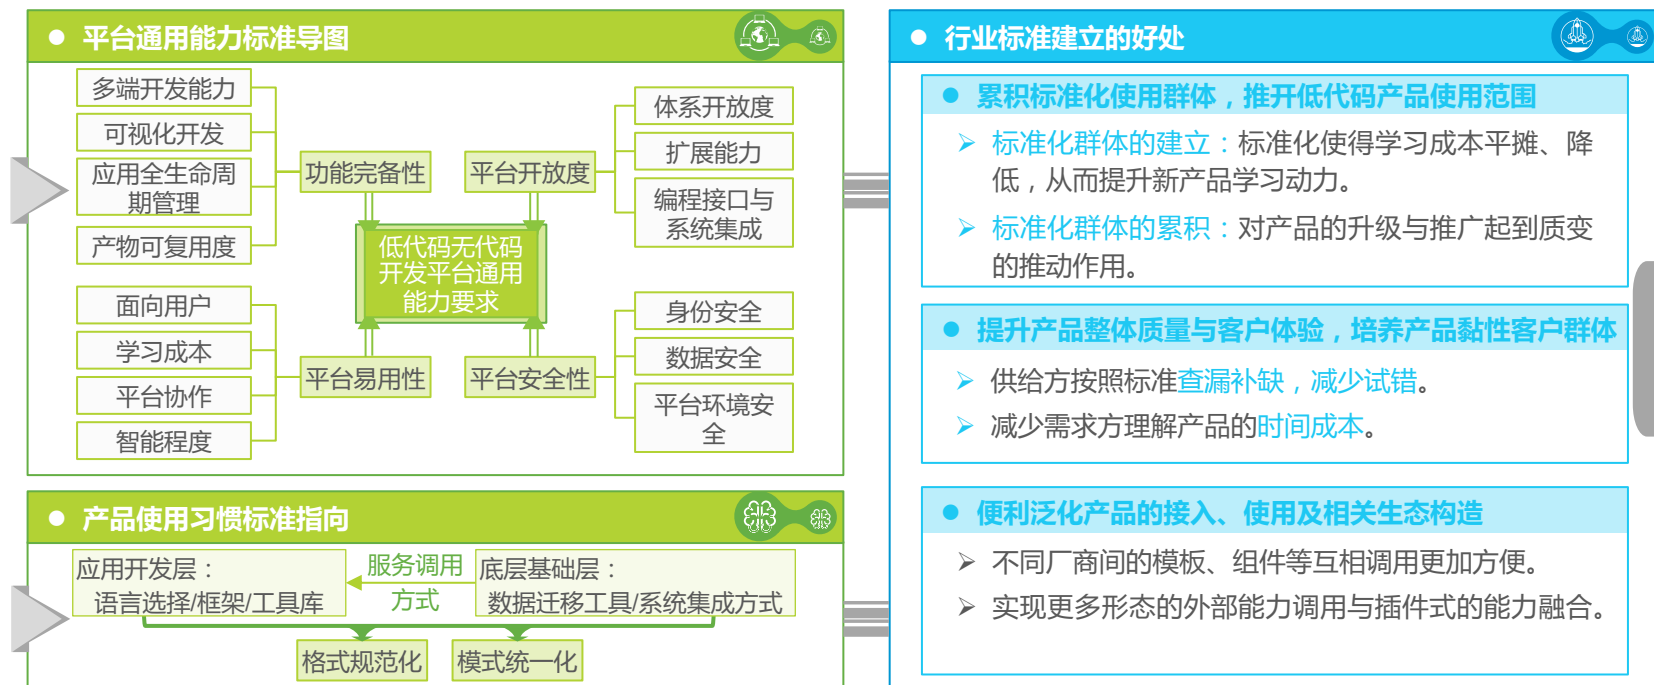 平台通用能力标准导图
多端开发能力
可视化开发
应用全生命周
期管理
产物可复用度
功能完备性
平台开放度
体系开放度
扩展能力
编程接口与
系统集成
低代码无代码
开发平台通用
能力要求
面向用户
学习成本
平台协作
智能程度
平台易用性
平台安全性
身份安全
数据安全
平台环境安
全
产品使用习惯标准指向
应用开发层：
语言选择/框架/工具库
服务调用
方式
底层基础层：
数据迁移工具/系统集成方式
格式规范化
模式统一化
行业标准建立的好处
累积标准化使用群体，推开低代码产品使用范围
标准化群体的建立：标准化使得学习成本平摊、降
低，从而提升新产品学习动力。
标准化群体的累积：对产品的升级与推广起到质变
的推动作用。
提升产品整体质量与客户体验，培养产品黏性客户群体
供给方按照标准查漏补缺，减少试错。
减少需求方理解产品的时间成本。
便利泛化产品的接入、使用及相关生态构造
不同厂商间的模板、组件等互相调用更加方便。
实现更多形态的外部能力调用与插件式的能力融合。